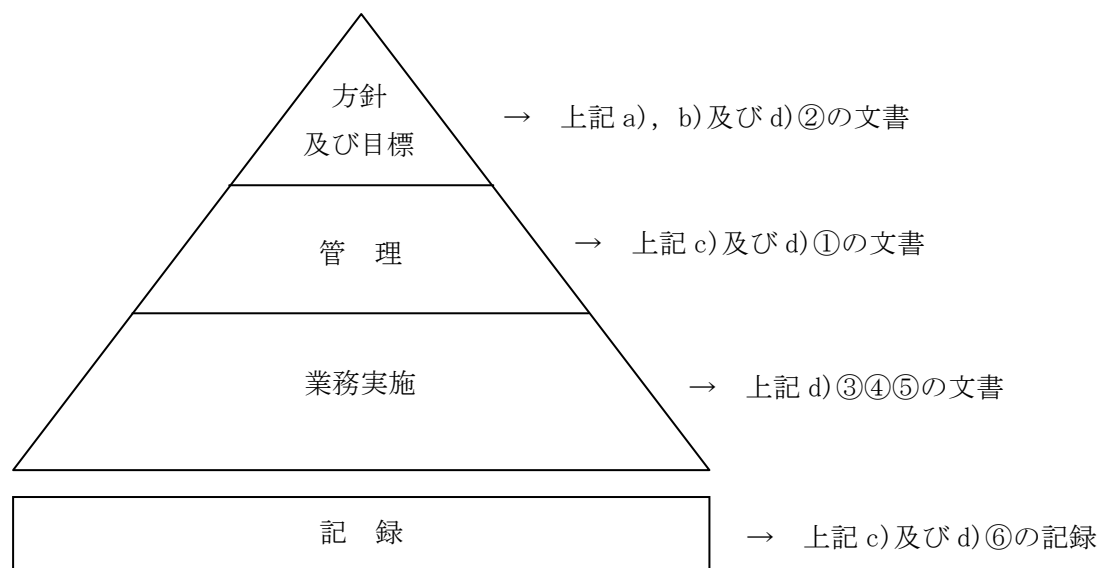 方針
及び目標
→ 上記 a), b)及び d)②の文書
管 理
→ 上記 c)及び d)①の文書
業務実施
→ 上記 d)③④⑤の文書
記 録
→ 上記 c)及び d)⑥の記録